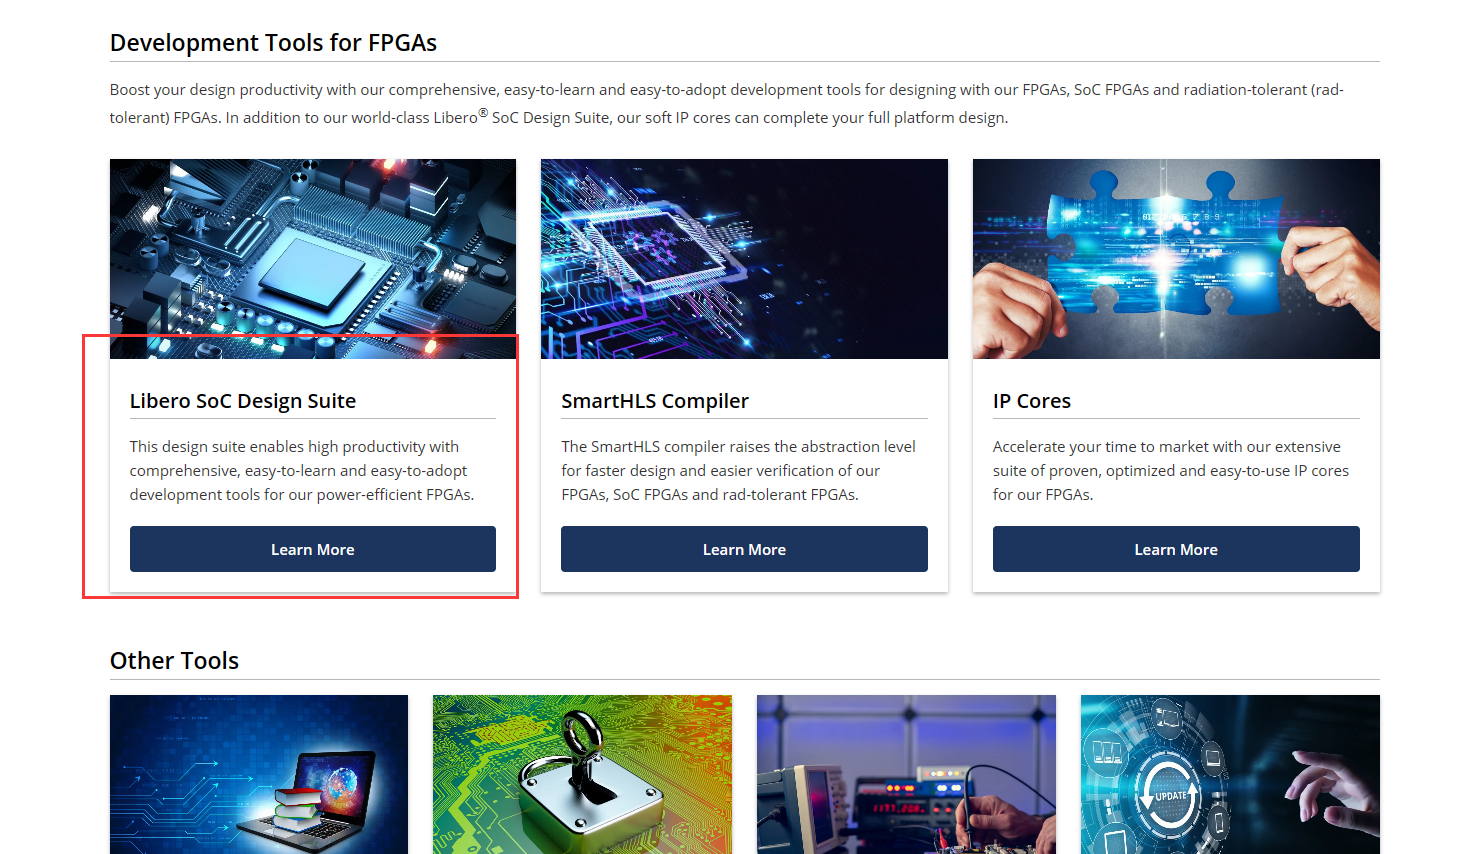 Development Tools for FPGAs
Boost your design productivity with our comprehensive, easy-to-learn and easy-to-adopt development tools for designing with our FPGAs, SoC FPGAs and radiation-tolerant (rad-
tolerant) FPGAs. In addition to our world-class Libero® SoC Design Suite, our soft IP cores can complete your full platform design.
Libero SoC Design Suite
This design suite enables high productivity with
comprehensive, easy-to-learn and easy-to-adopt
development tools for our power-efficient FPGAs.
Learn More
SmartHLS Compiler
The SmartHLS compiler raises the abstraction level
for faster design and easier verification of our
FPGAs, SoC FPGAs and rad-tolerant FPGAs.
Learn More
IP Cores
Accelerate your time to market with our extensive
suite of proven, optimized and easy-to-use IP cores
for our FPGAs.
Learn More
Other Tools
UPDATE